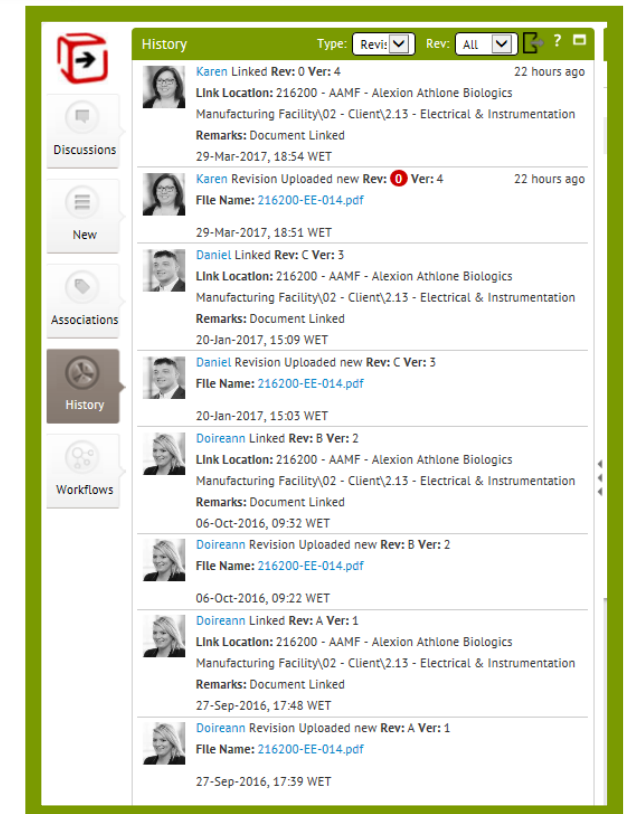 History Type: Revis Rev: All ?
Karen Linked Rev: 0 Ver: 4 22 hours ago
Link Location: 216200 - AAMF - Alexion Athlone Biologics
Manufacturing Facility\02 - Client\2.13 - Electrical & Instrumentation
Remarks: Document Linked
29-Mar-2017, 18:54 WET
Discussions
Karen Revision Uploaded new Rev: 0 Ver: 4 22 hours ago
File Name: 216200-EE-014.pdf
29-Mar-2017, 18:51 WET
New
Daniel Linked Rev: C Ver: 3
Link Location: 216200 - AAMF - Alexion Athlone Biologics
Manufacturing Facility\02 - Client\2.13 - Electrical & Instrumentation
Remarks: Document Linked
20-Jan-2017, 15:09 WET
Associations
Daniel Revision Uploaded new Rev: C Ver: 3
File Name: 216200-EE-014.pdf
20-Jan-2017, 15:03 WET
History
Doireann Linked Rev: B Ver: 2
Link Location: 216200 - AAMF - Alexion Athlone Biologics
Manufacturing Facility\02 - Client\2.13 - Electrical & Instrumentation
Remarks: Document Linked
06-Oct-2016, 09:32 WET
Workflows
Doireann Revision Uploaded new Rev: B Ver: 2
File Name: 216200-EE-014.pdf
06-Oct-2016, 09:22 WET
Doireann Linked Rev: A Ver: 1
Link Location: 216200 - AAMF - Alexion Athlone Biologics
Manufacturing Facility\02 - Client\2.13 - Electrical & Instrumentation
Remarks: Document Linked
27-Sep-2016, 17:48 WET
Doireann Revision Uploaded new Rev: A Ver: 1
File Name: 216200-EE-014.pdf
27-Sep-2016, 17:39 WET